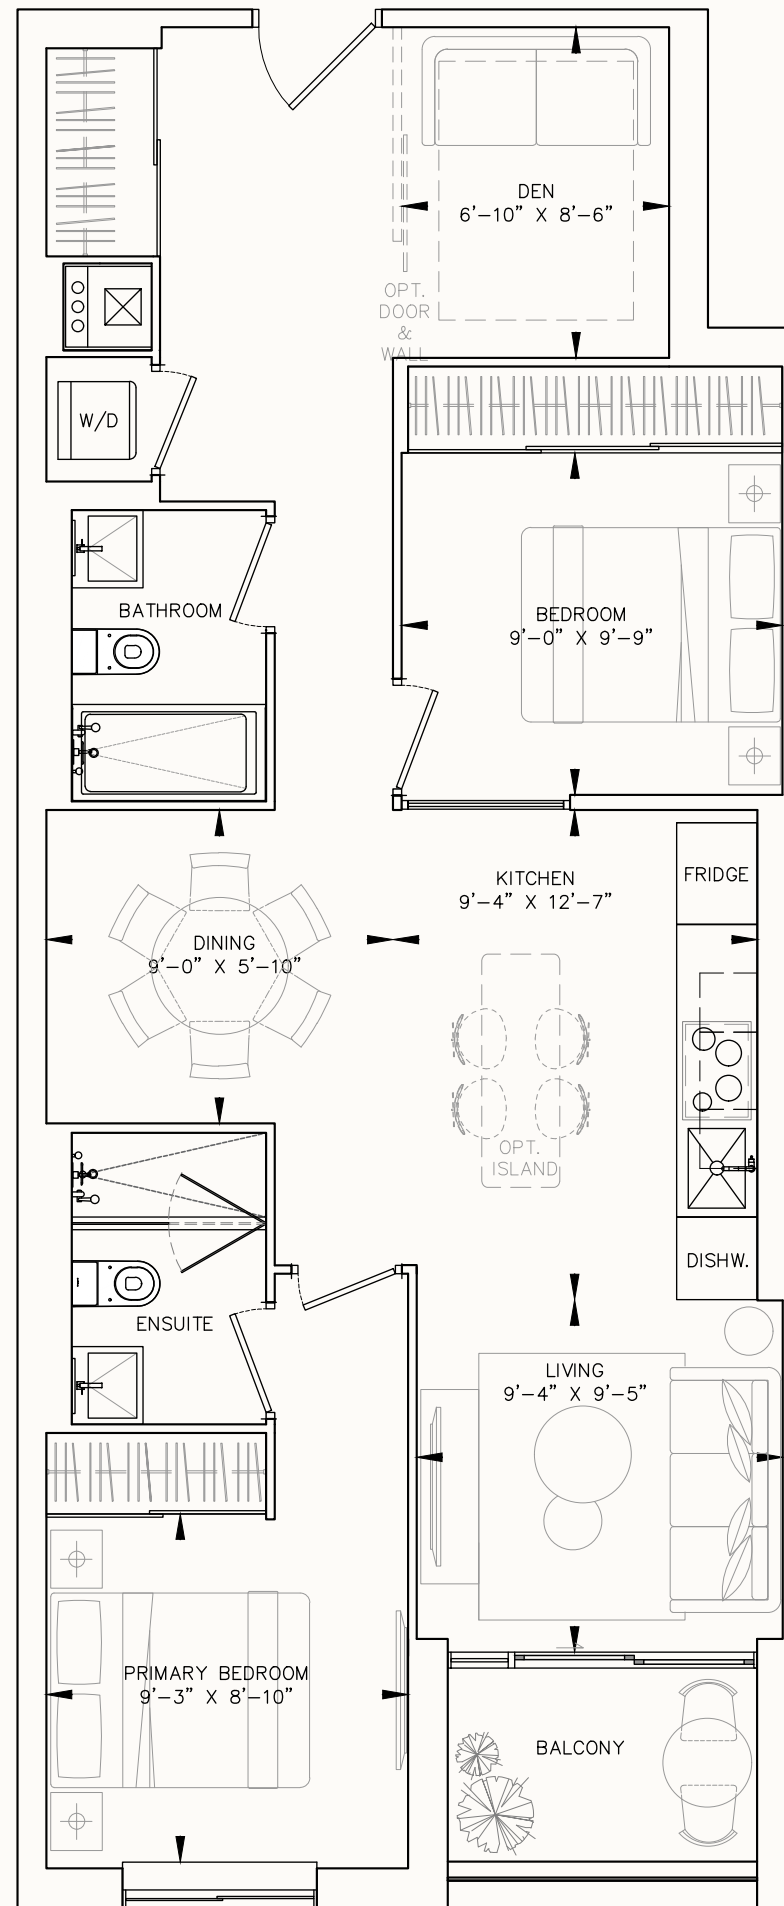 DEN
6'-10" X 8'-6"
OPT.
DOOR
&
WALL
W/D
BATHROOM
BEDROOM
9'-0" X 9'-9"
KITCHEN
9'-4" X 12'-7"
FRIDGE
DINING
9'-0" X 5'-10"
OPT.
ISLAND
DISHW.
ENSUITE
LIVING
9'-4" X 9'-5"
PRIMARY BEDROOM
9'-3" X 8'-10"
BALCONY